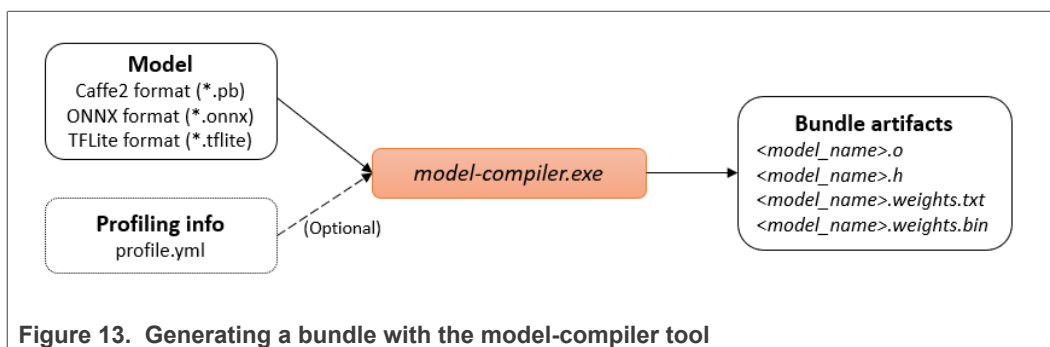 Model
Caffe2 format (*.pb)
ONNX format (*.onnx)
TFLite format (*.tflite)
Profiling info
profile.yml
(Optional)
model-compiler.exe
Bundle artifacts
<model_name>.o
<model_name>.h
<model_name>.weights.txt
<model_name>.weights.bin
Figure 13. Generating a bundle with the model-compiler tool